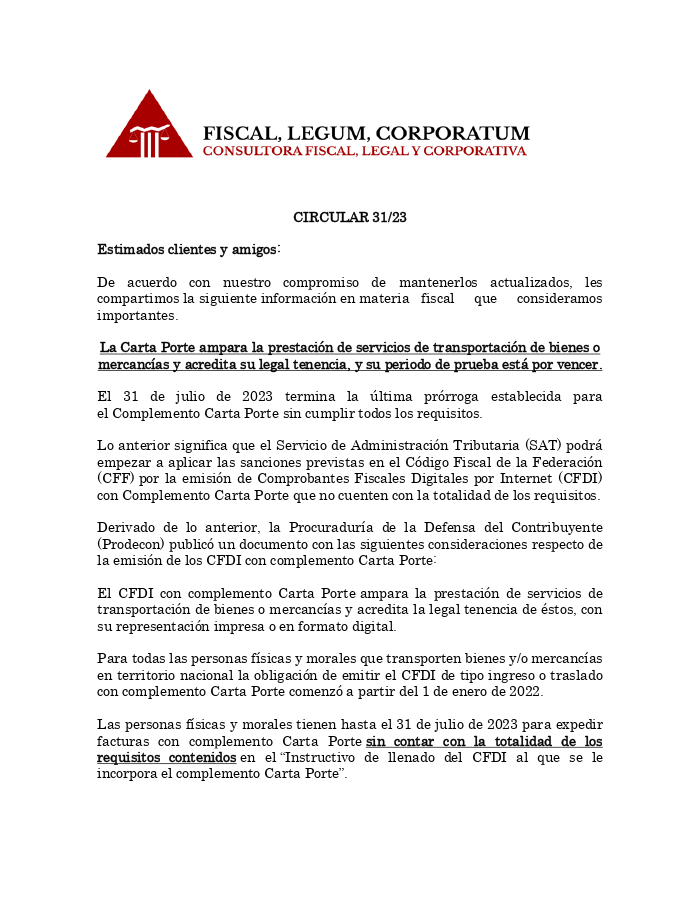 FISCAL, LEGUM, CORPORATUM
CONSULTORA FISCAL, LEGAL Y CORPORATIVA
CIRCULAR 31/23
Estimados clientes y amigos:
De acuerdo con nuestro compromiso de mantenerlos actualizados, les
compartimos la siguiente información en materia fiscal que consideramos
importantes.
La Carta Porte ampara la prestación de servicios de transportación de bienes o
mercancías y acredita su legal tenencia, y su periodo de prueba está por vencer.
El 31 de julio de 2023 termina la última prórroga establecida para
el Complemento Carta Porte sin cumplir todos los requisitos.
Lo anterior significa que el Servicio de Administración Tributaria (SAT) podrá
empezar a aplicar las sanciones previstas en el Código Fiscal de la Federación
(CFF) por la emisión de Comprobantes Fiscales Digitales por Internet (CFDI)
con Complemento Carta Porte que no cuenten con la totalidad de los requisitos.
Derivado de lo anterior, la Procuraduría de la Defensa del Contribuyente
(Prodecon) publicó un documento con las siguientes consideraciones respecto de
la emisión de los CFDI con complemento Carta Porte:
El CFDI con complemento Carta Porte ampara la prestación de servicios de
transportación de bienes o mercancías y acredita la legal tenencia de éstos, con
su representación impresa o en formato digital.
Para todas las personas físicas y morales que transporten bienes y/o mercancías
en territorio nacional la obligación de emitir el CFDI de tipo ingreso o traslado
con complemento Carta Porte comenzó a partir del 1 de enero de 2022.
Las personas físicas y morales tienen hasta el 31 de julio de 2023 para expedir
facturas con complemento Carta Porte sin contar con la totalidad de los
requisitos contenidos en el “Instructivo de llenado del CFDI al que se le
incorpora el complemento Carta Porte”.